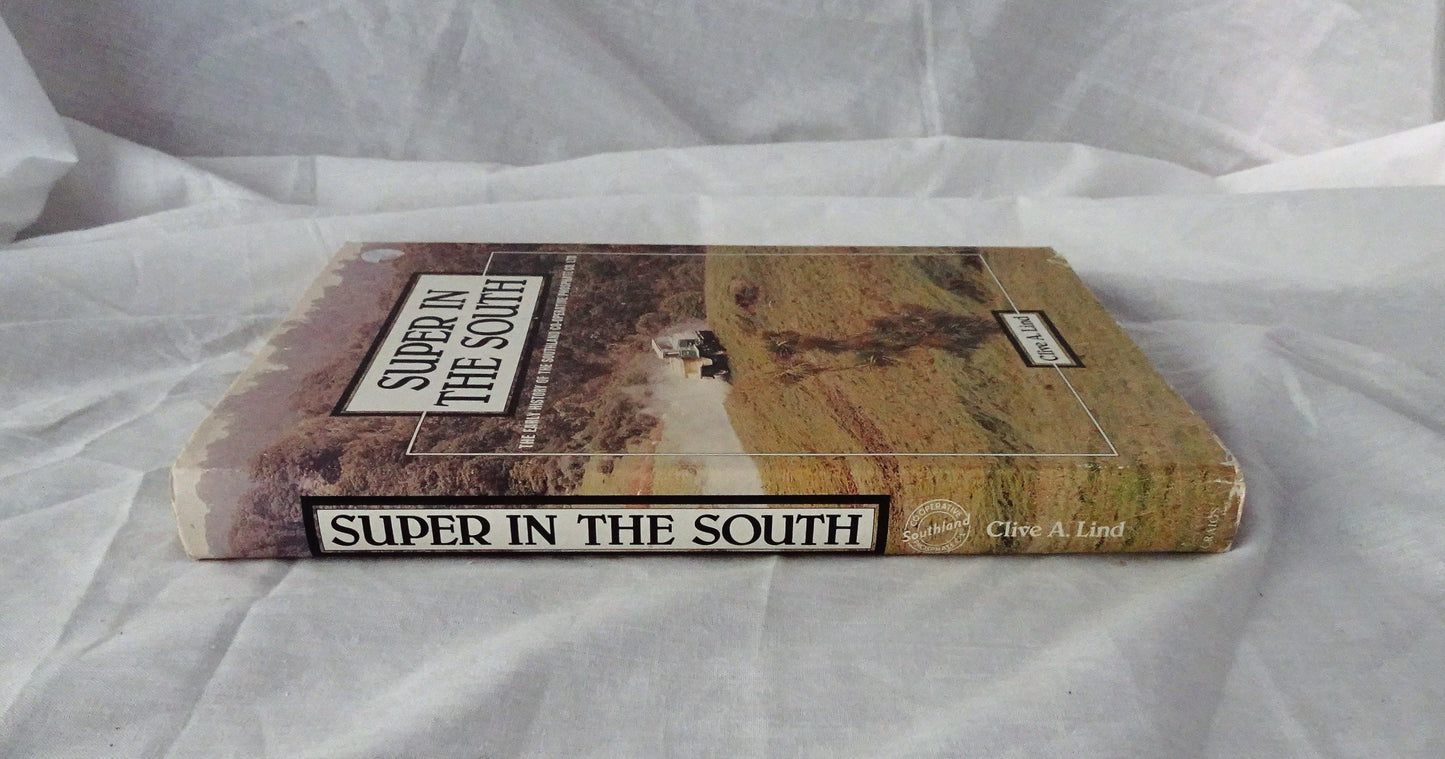 SUPER IN
THE SOUTH
THE EARLY HISTORY OF THE SOUTHLAND CO-OPERATIVE PHOSPHATE CO. LTD
Clive A. Lind
SUPER IN THE SOUTH
CO-OPERATIVE
Southland
PHOSPHATE CO.
Clive A. Lind